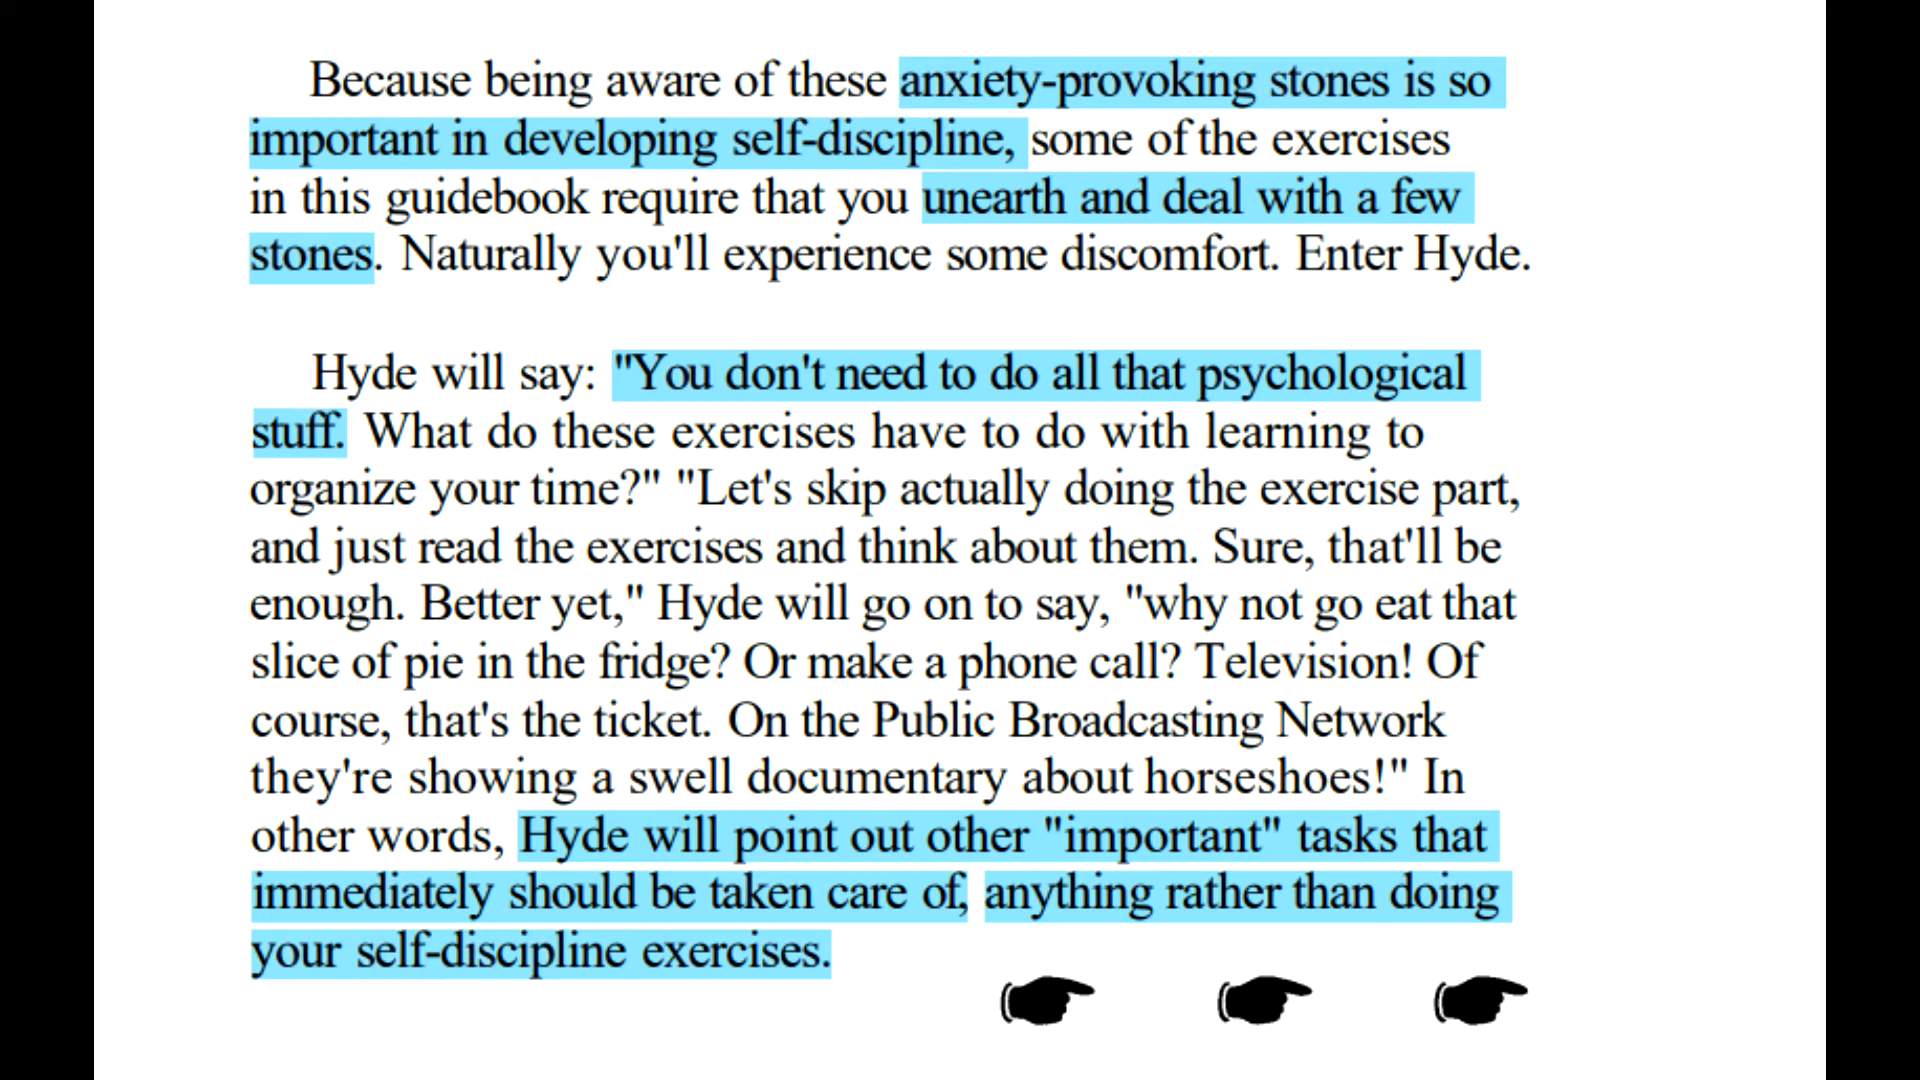 Because being aware of these anxiety-provoking stones is so
important in developing self-discipline, some of the exercises
in this guidebook require that you unearth and deal with a few
stones. Naturally you'll experience some discomfort. Enter Hyde.
Hyde will say: "You don't need to do all that psychological
stuff. What do these exercises have to do with learning to
organize your time?" "Let's skip actually doing the exercise part,
and just read the exercises and think about them. Sure, that'll be
enough. Better yet," Hyde will go on to say, "why not go eat that
slice of pie in the fridge? Or make a phone call? Television! Of
course, that's the ticket. On the Public Broadcasting Network
they're showing a swell documentary about horseshoes!" In
other words, Hyde will point out other "important" tasks that
immediately should be taken care of, anything rather than doing
your self-discipline exercises.